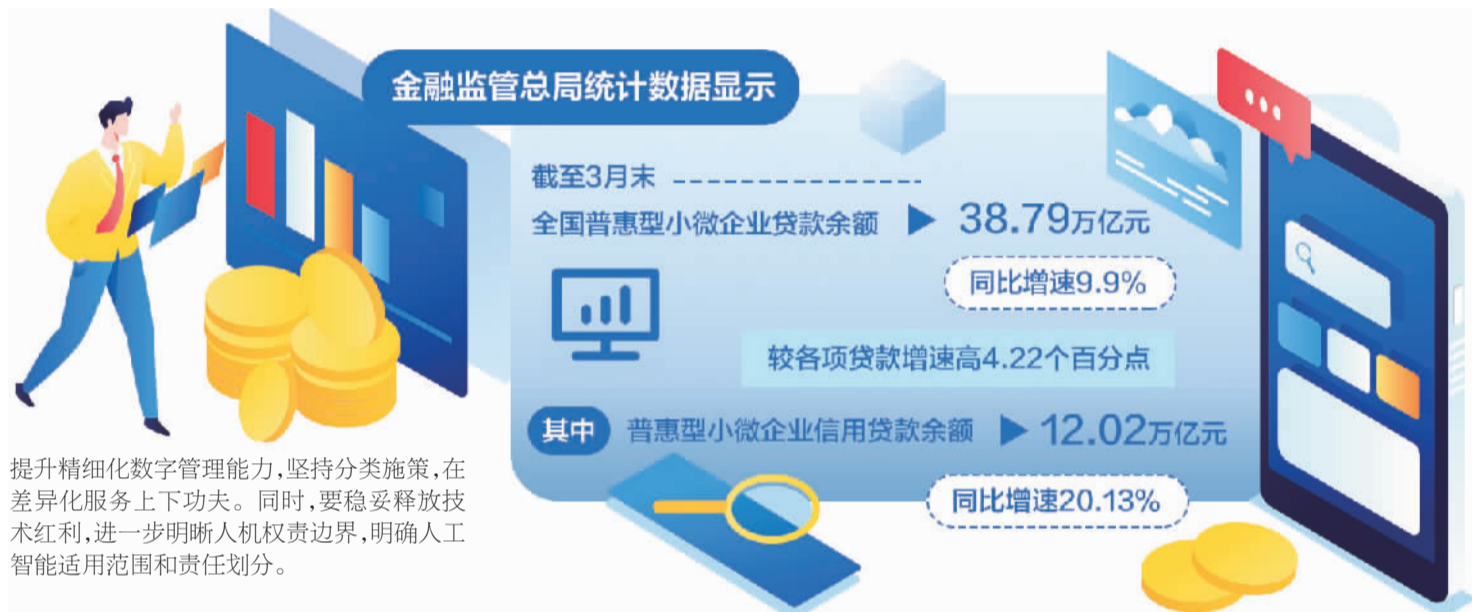 金融监管总局统计数据显示
截至3月末
全国普惠型小微企业贷款余额 38.79万亿元
同比增速9.9%
较各项贷款增速高4.22个百分点
其中 普惠型小微企业信用贷款余额 12.02万亿元
同比增速20.13%
提升精细化数字管理能力,坚持分类施策,在
差异化服务上下功夫。同时,要稳妥释放技
术红利,进一步明晰人机权责边界,明确人工
智能适用范围和责任划分。